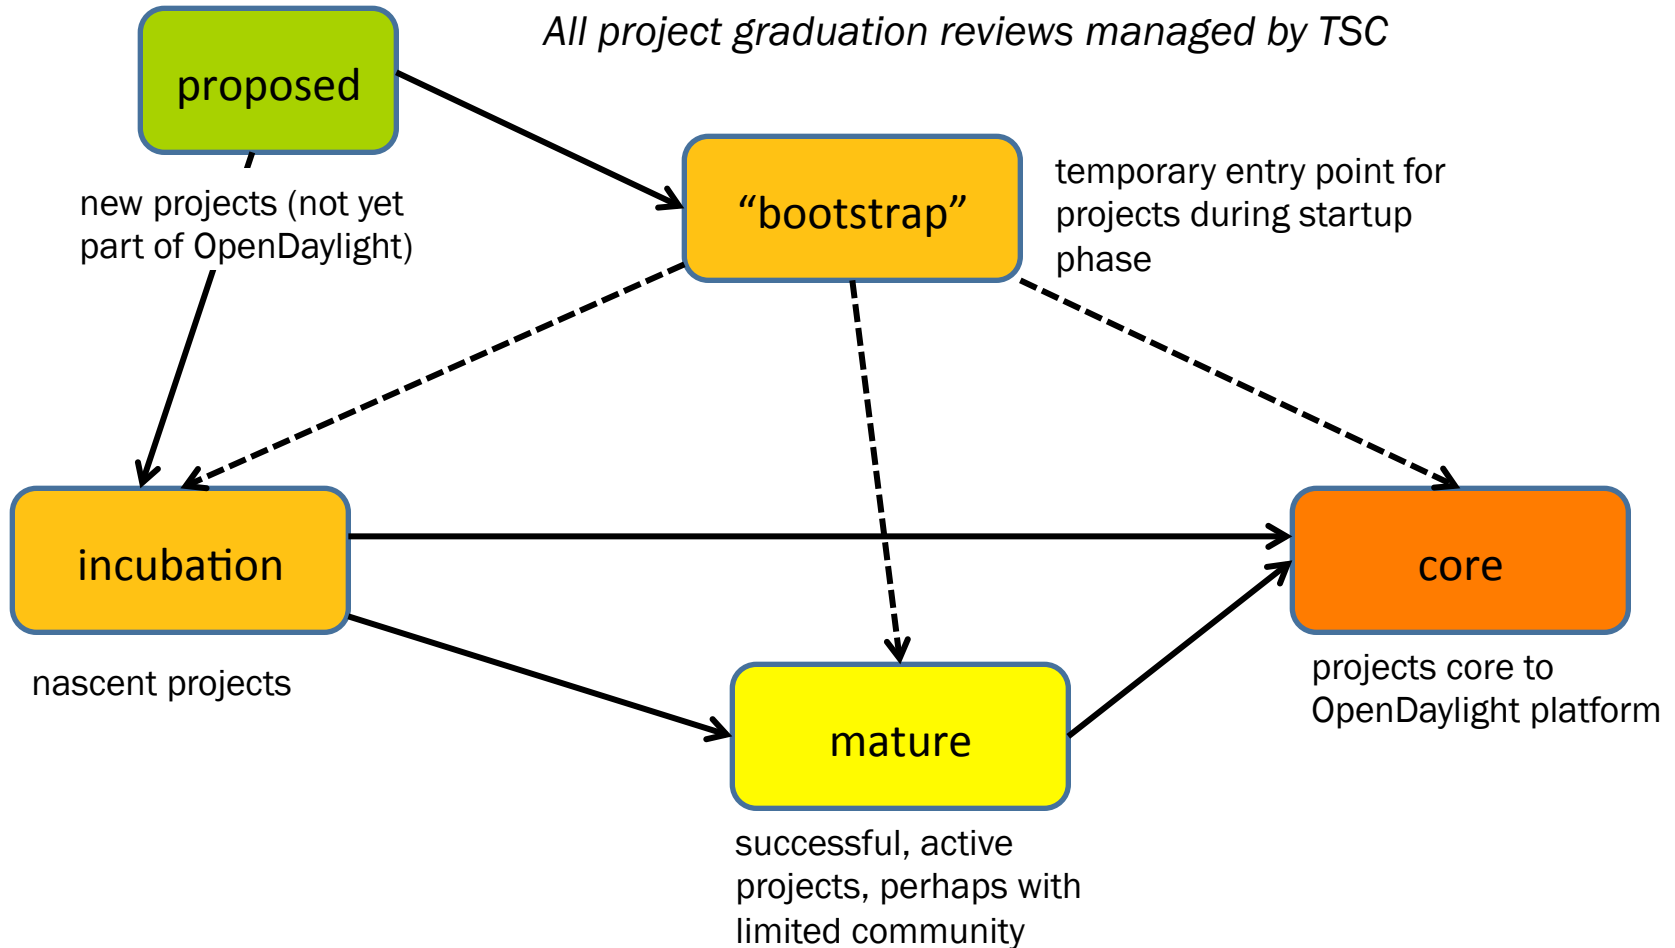 All project graduation reviews managed by TSC
proposed
new projects (not yet
part of OpenDaylight)
“bootstrap”
temporary entry point for
projects during startup
phase
incubation
nascent projects
core
projects core to
OpenDaylight platform
mature
successful, active
projects, perhaps with
limited community